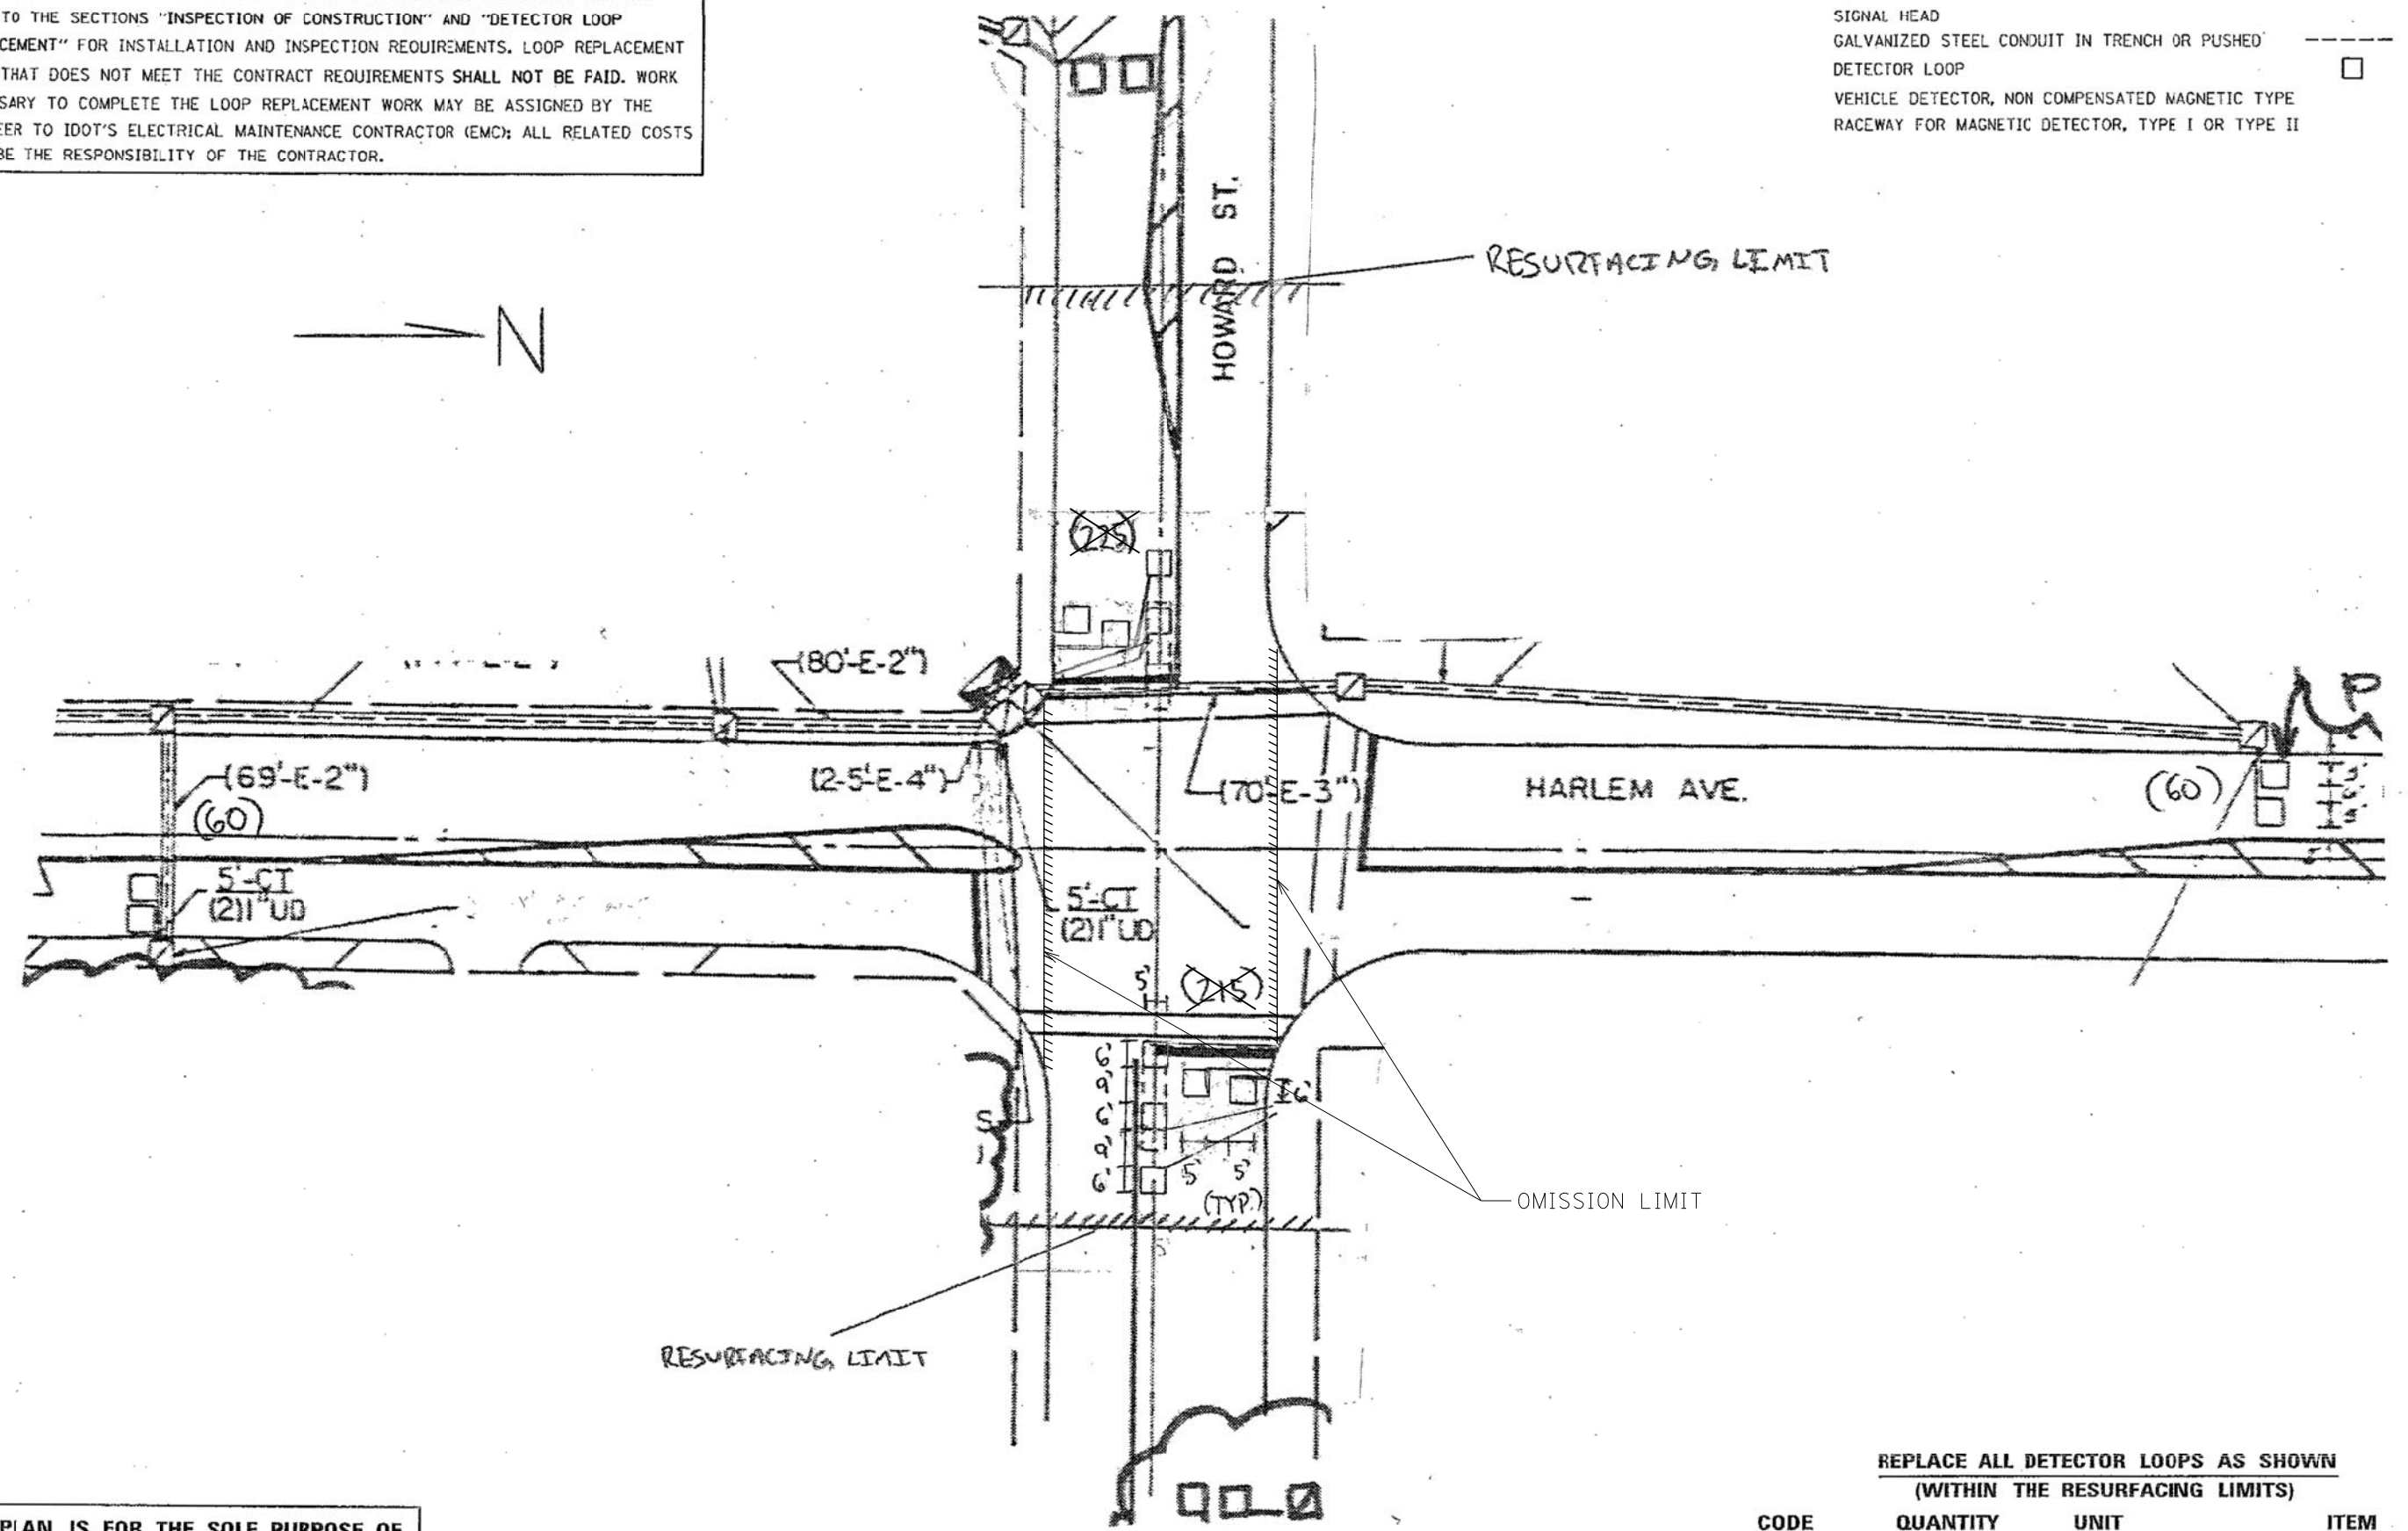 TO THE SECTIONS "INSPECTION OF CONSTRUCTION" AND "DETECTOR LOOP
CEMENT" FOR INSTALLATION AND INSPECTION REQUIREMENTS. LOOP REPLACEMENT
THAT DOES NOT MEET THE CONTRACT REQUIREMENTS SHALL NOT BE PAID. WORK
SARY TO COMPLETE THE LOOP REPLACEMENT WORK MAY BE ASSIGNED BY THE
EER TO IDOT'S ELECTRICAL MAINTENANCE CONTRACTOR (EMC); ALL RELATED COSTS
BE THE RESPONSIBILITY OF THE CONTRACTOR.
SIGNAL HEAD
GALVANIZED STEEL CONDUIT IN TRENCH OR PUSHED
DETECTOR LOOP
VEHICLE DETECTOR, NON COMPENSATED MAGNETIC TYPE
RACEWAY FOR MAGNETIC DETECTOR, TYPE I OR TYPE II
HOWARD ST.
RESURFACING LIMIT
N
(225)
(80'-E-2")
P
(69'-E-2")
(60)
(2-5'-E-4")
(70'-E-3")
HARLEM AVE.
(60)
5'
6'
5'-CI
(2)1"UD
5'-CI
(2)1"UD
5'
(215)
6'
9'
6'
9'
6'
6'
5'
5'
(TYP.)
S
OMISSION LIMIT
RESURFACING LIMIT
REPLACE ALL DETECTOR LOOPS AS SHOWN
(WITHIN THE RESURFACING LIMITS)
CODE QUANTITY UNIT ITEM
PLAN IS FOR THE SOLE PURPOSE OF